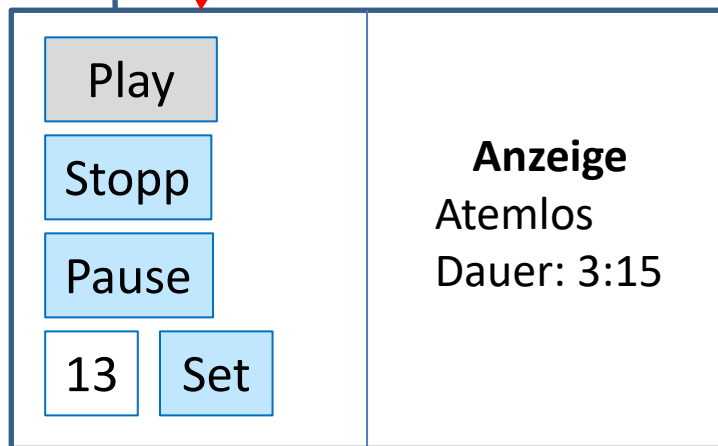 Play
Stopp
Pause
13 Set
Anzeige
Atemlos
Dauer: 3:15